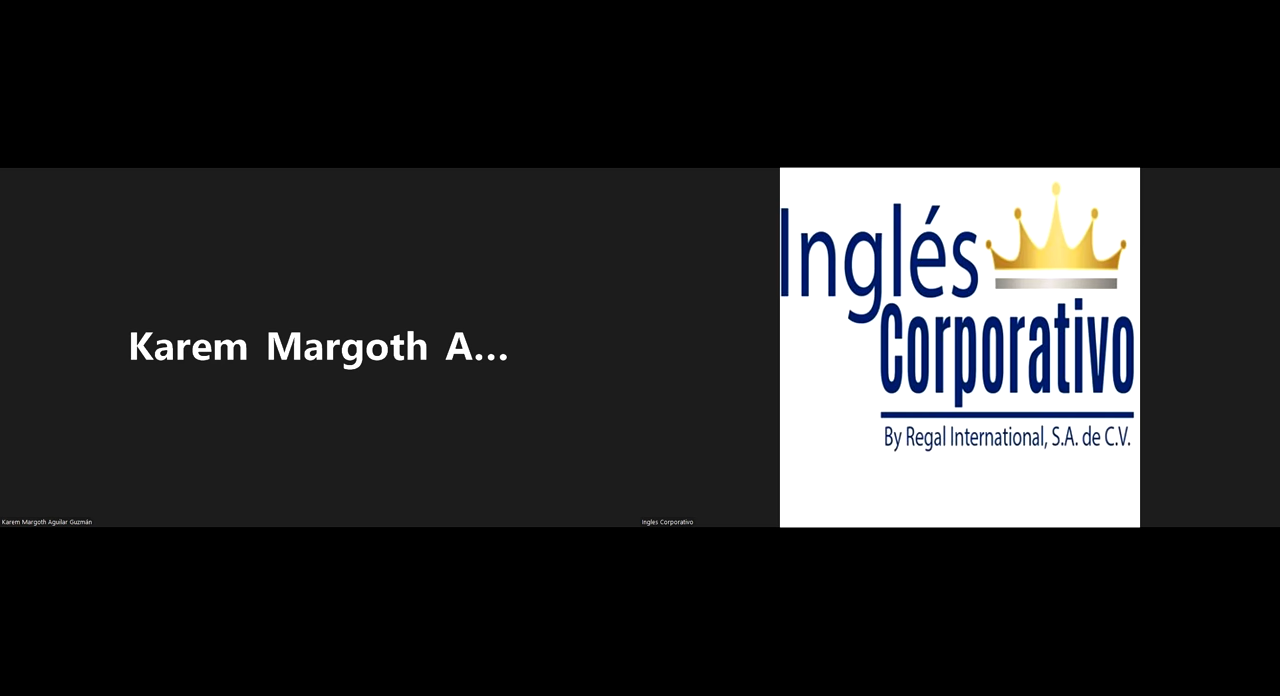 Karem Margoth A...
Karem Margoth Aguilar Guzmán
Inglés
Corporativo
By Regal International, S.A. de C.V.
Ingles Corporativo